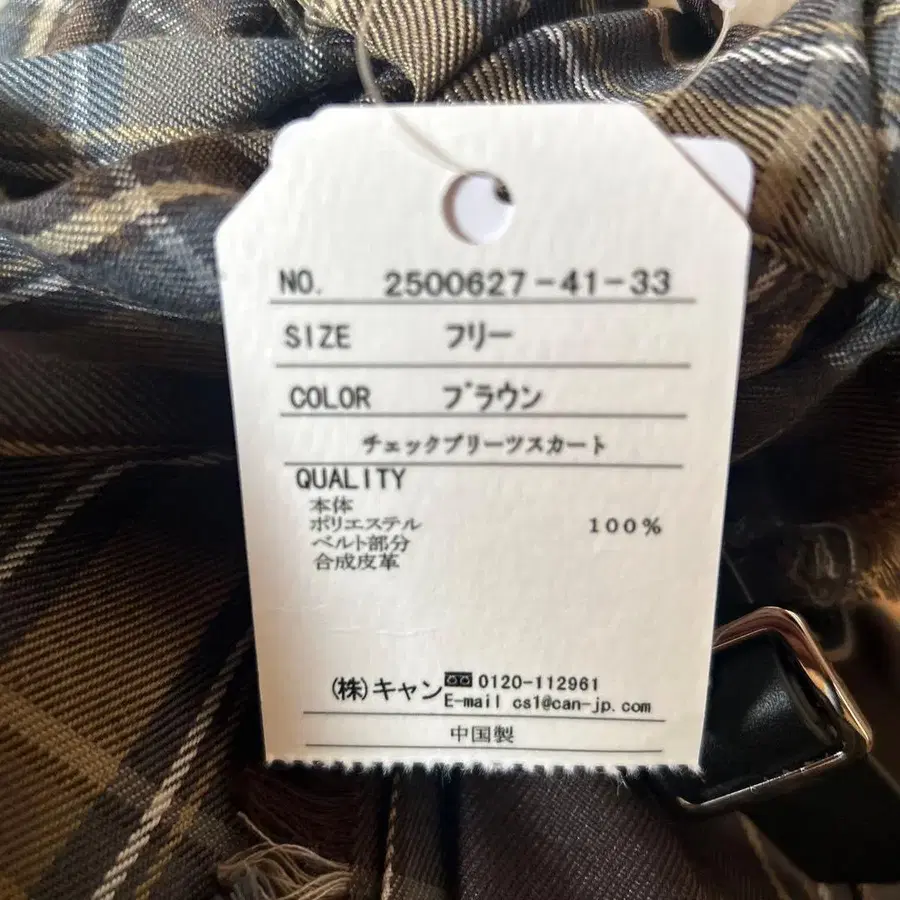 NO. 2500627-41-33
SIZE フリー
COLOR ブラウン
チェックプリーツスカート
QUALITY
本体
ポリエステル 100%
ベルト部分
合成皮革
(株)キャン 0120-112961
E-mail cs1@can-jp.com
中国製